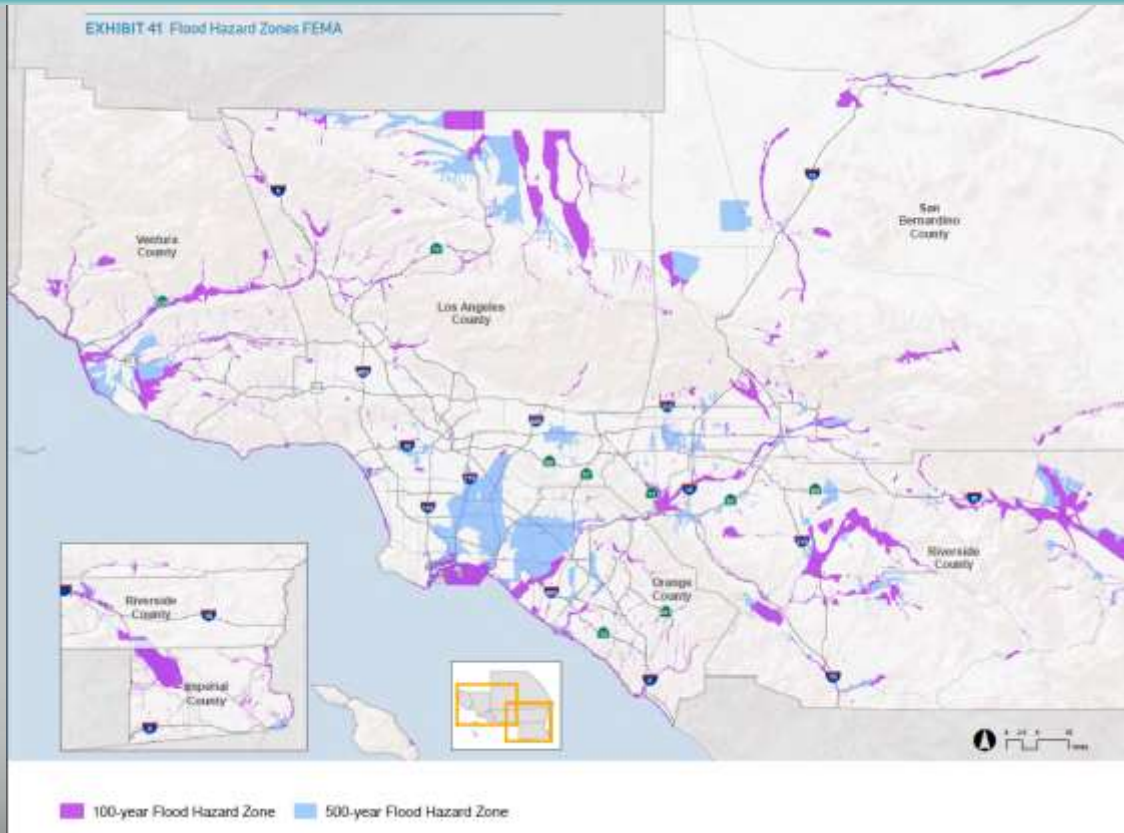 EXHIBIT 41 Flood Hazard Zones FEMA
San
Bernardino
County
Ventura
County
Los Angeles
County
Riverside
County
Orange
County
Riverside
County
Imperial
County
100-year Flood Hazard Zone
500-year Flood Hazard Zone